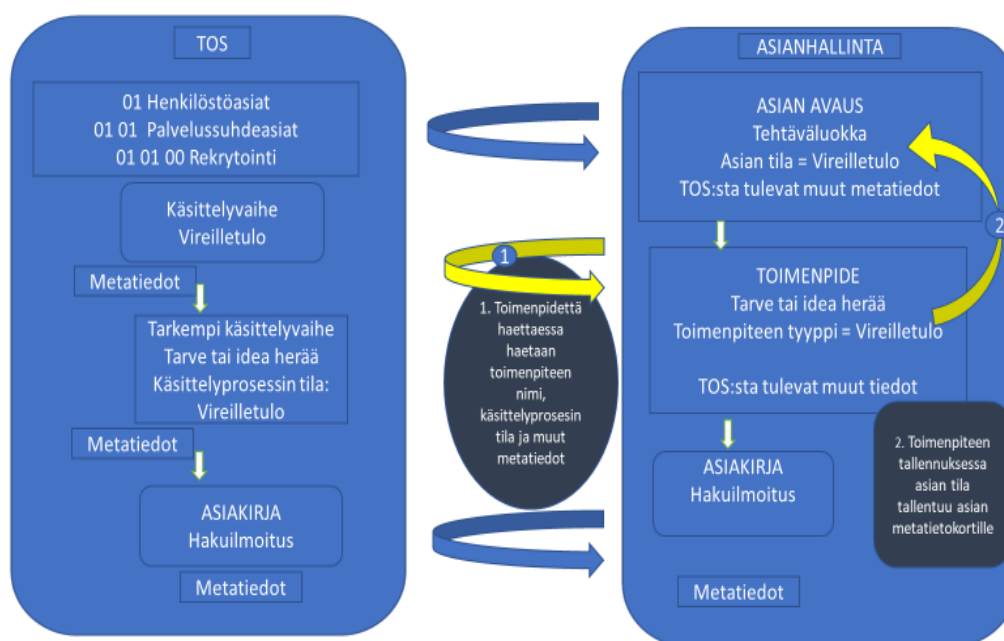 TOS
01 Henkilöstöasiat
01 01 Palvelussuhdeasiat
01 01 00 Rekrytointi
Käsittelyvaihe
Vireilletulo
Metatiedot
Tarkempi käsittelyvaihe
Tarve tai idea herää
Käsittelyprosessin tila:
Vireilletulo
Metatiedot
ASIAKIRJA
Hakuilmoitus
Metatiedot
1
1. Toimenpidettä
haettaessa
haetaan
toimenpiteen
nimi,
käsittelyprosesin
tila ja muut
metatiedot
ASIANHALLINTA
ASIAN AVAUS
Tehtäväluokka
Asian tila = Vireilletulo
TOS:sta tulevat muut metatiedot
2
TOIMENPIDE
Tarve tai idea herää
Toimenpiteen tyyppi = Vireilletulo
TOS:sta tulevat muut tiedot
ASIAKIRJA
Hakuilmoitus
2. Toimenpiteen
tallennuksessa
asian tila
tallentuu asian
metatietokortille
Metatiedot